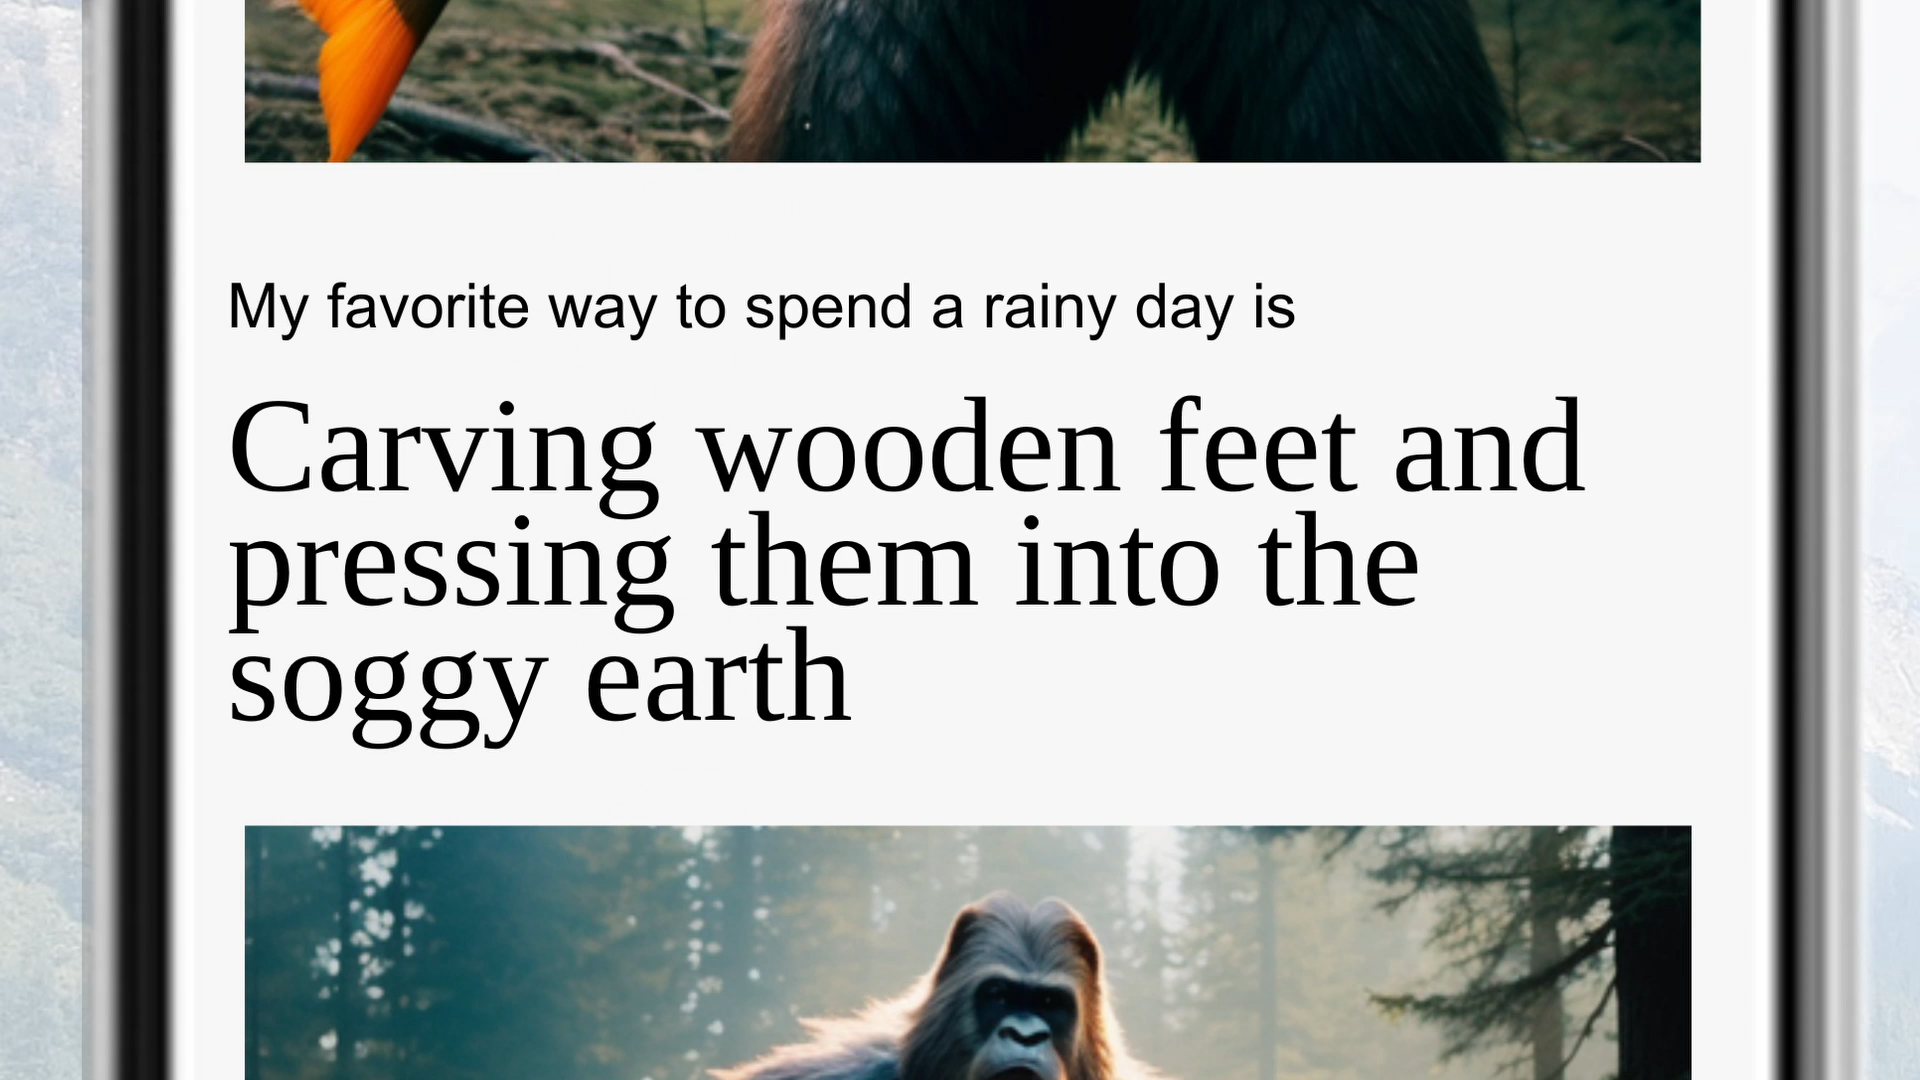 My favorite way to spend a rainy day is
Carving wooden feet and
pressing them into the
soggy earth